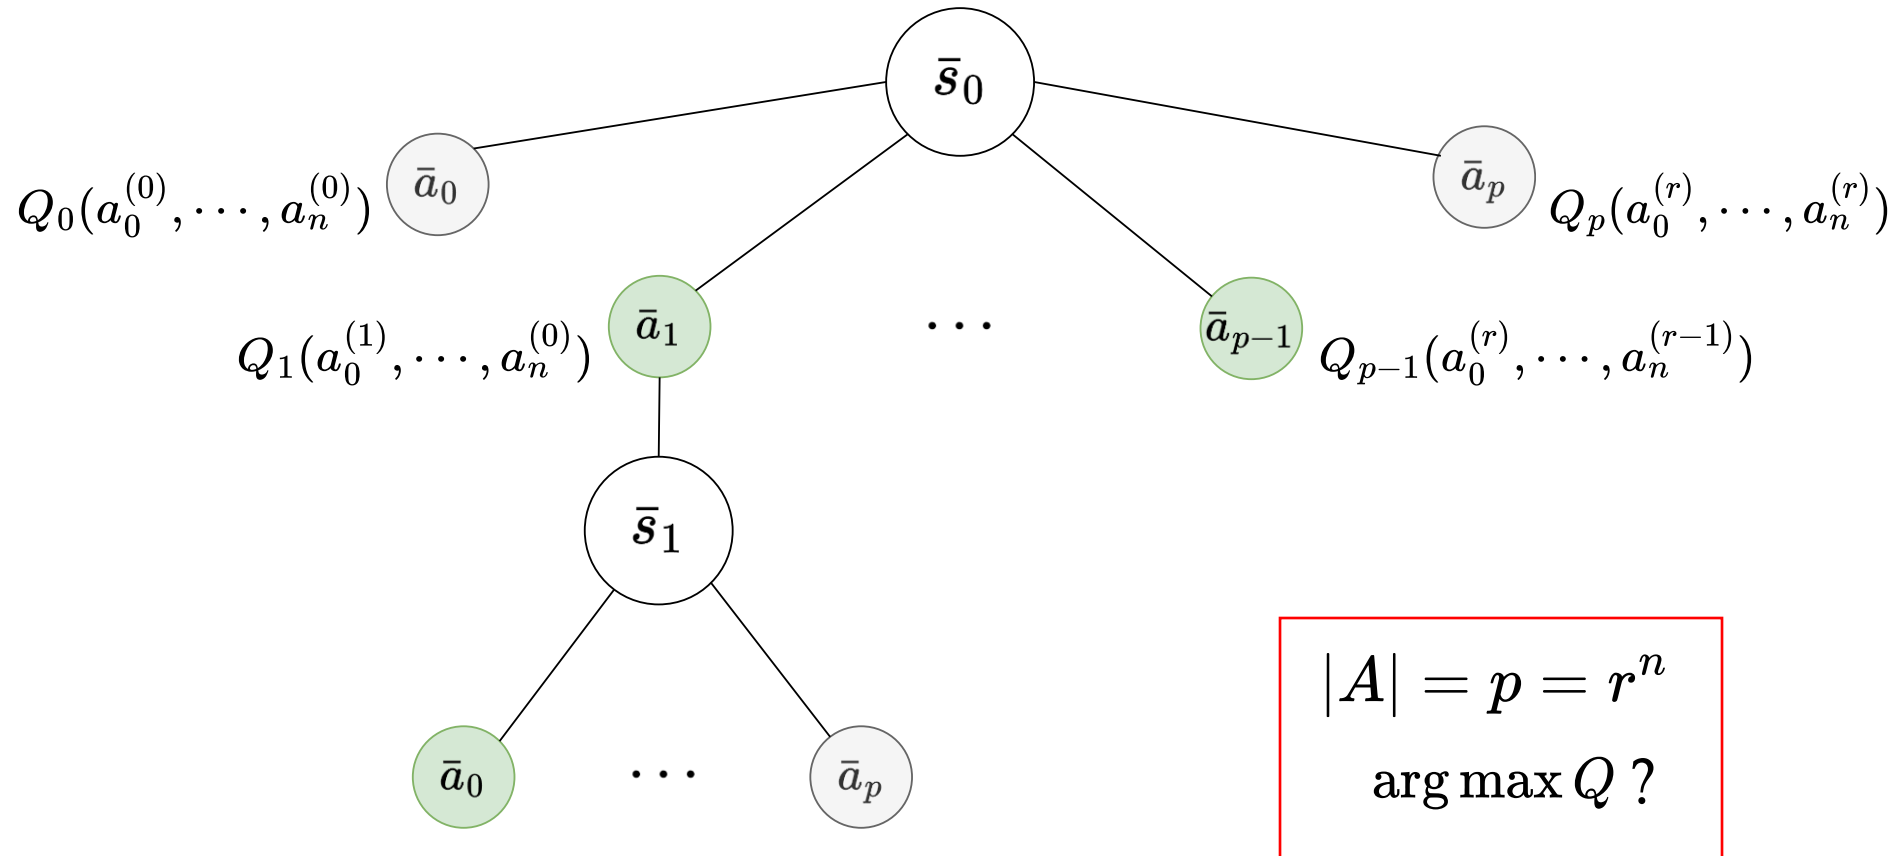 s̄₀
ā₀
Q₀(a₀⁽⁰⁾, ⋯, aₙ⁽⁰⁾)
āₚ
Qₚ(a₀⁽ʳ⁾, ⋯, aₙ⁽ʳ⁾)
Q₁(a₀⁽¹⁾, ⋯, aₙ⁽⁰⁾)
ā₁
⋯
āₚ₋₁
Qₚ₋₁(a₀⁽ʳ⁾, ⋯, aₙ⁽ʳ⁻¹⁾)
s̄₁
ā₀
⋯
āₚ
|A| = p = rⁿ
arg max Q ?